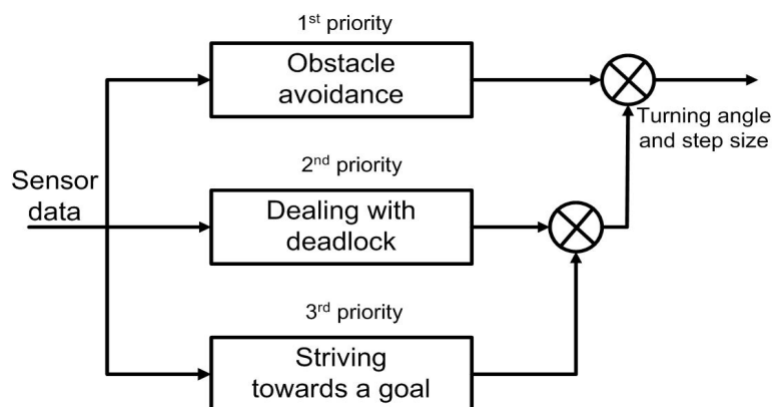 1st priority
Obstacle
avoidance
Turning angle
and step size
2nd priority
Sensor
data
Dealing with
deadlock
3rd priority
Striving
towards a goal